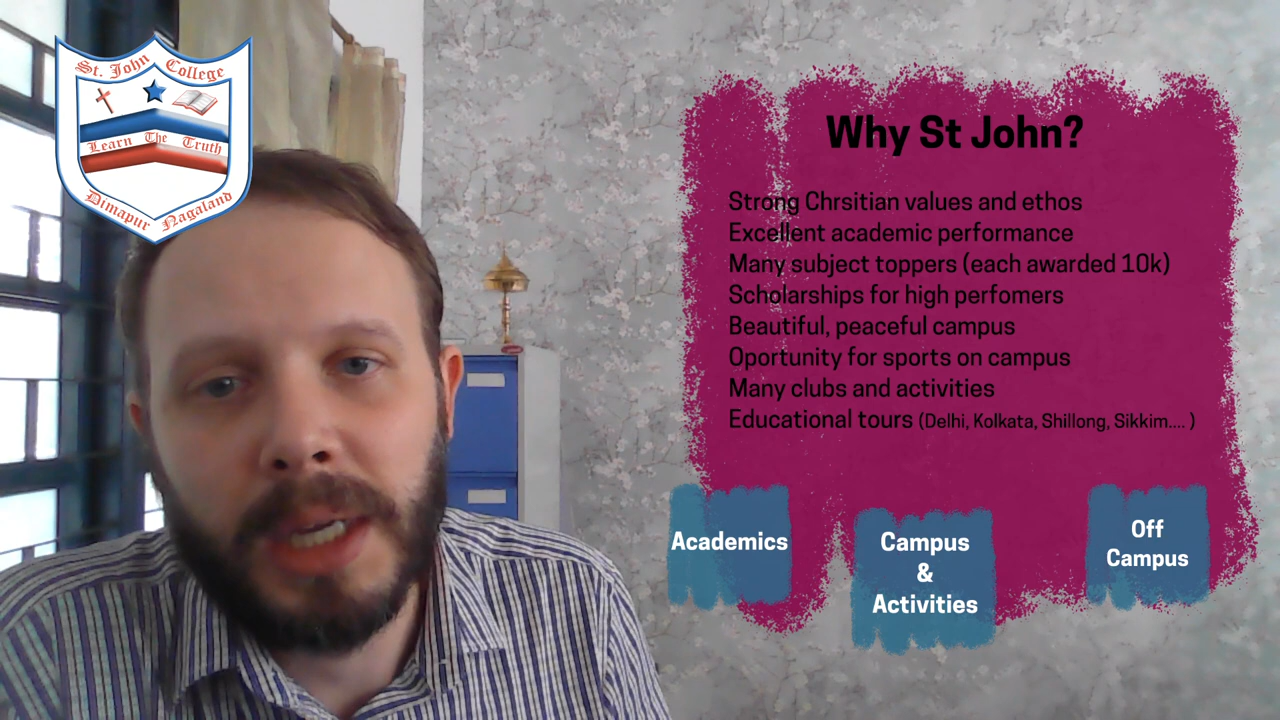 St. John College
Learn The Truth
Dimapur Nagaland
Why St John?
Strong Chrsitian values and ethos
Excellent academic performance
Many subject toppers (each awarded 10k)
Scholarships for high perfomers
Beautiful, peaceful campus
Oportunity for sports on campus
Many clubs and activities
Educational tours (Delhi, Kolkata, Shillong, Sikkim.... )
Academics
Campus
&
Activities
Off
Campus